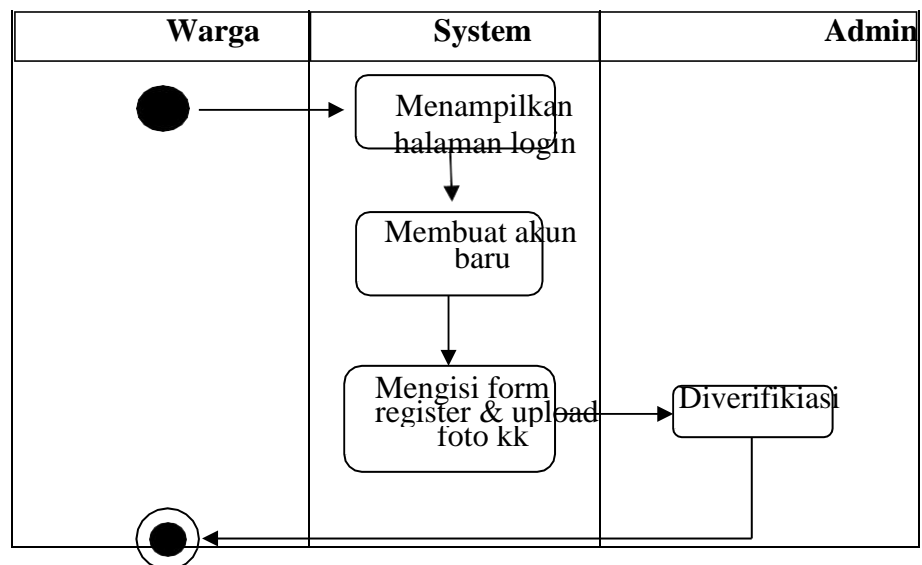 Warga System Admin
Menampilkan
halaman login
Membuat akun
baru
Mengisi form
register & upload
foto kk
Diverifikiasi